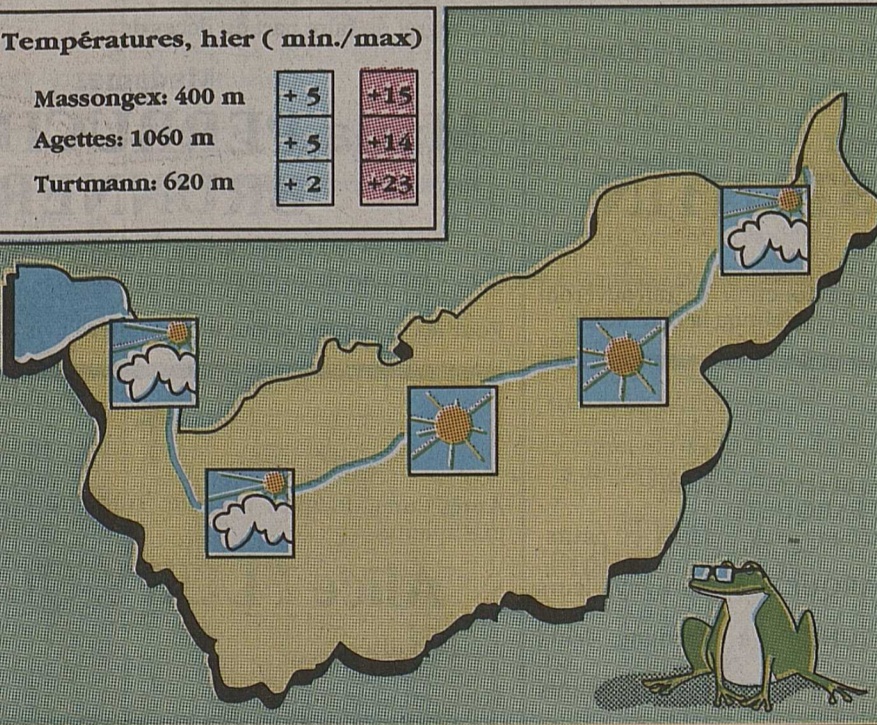 Températures, hier ( min./max)
Massongex: 400 m +5 +15
Agettes: 1060 m +5 +14
Turtmann: 620 m +2 +23